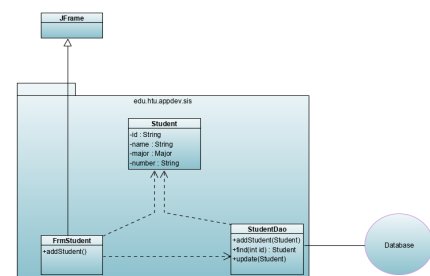 JFrame
edu.htu.appdev.sis
Student
-id : String
-name : String
-major : Major
-number : String
FrmStudent
+addStudent()
StudentDao
+addStudent(Student)
+find(int id) : Student
+update(Student)
Database